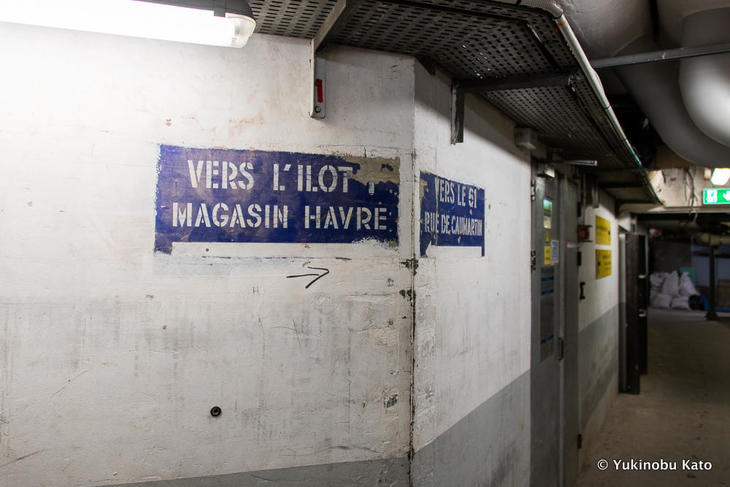 VERS L'ILOT
MAGASIN HAVRE
VERS LE 61
RUE DE CAUMARTIN
© Yukinobu Kato